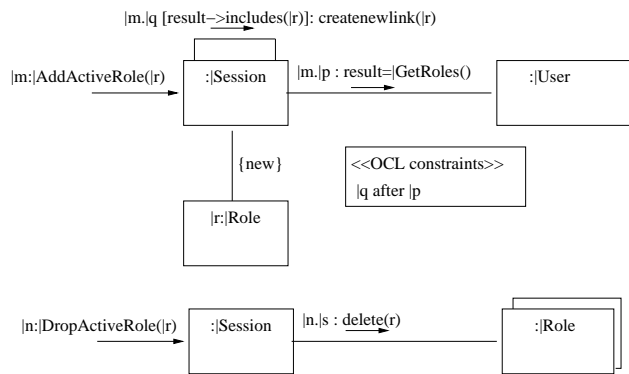 |m.|q [result−>includes(|r)]: createnewlink(|r)
|m:|AddActiveRole(|r)
:|Session
|m.|p : result=|GetRoles()
:|User
{new}
<<OCL constraints>>
|q after |p
|r:|Role
|n:|DropActiveRole(|r)
:|Session
|n.|s : delete(r)
:|Role